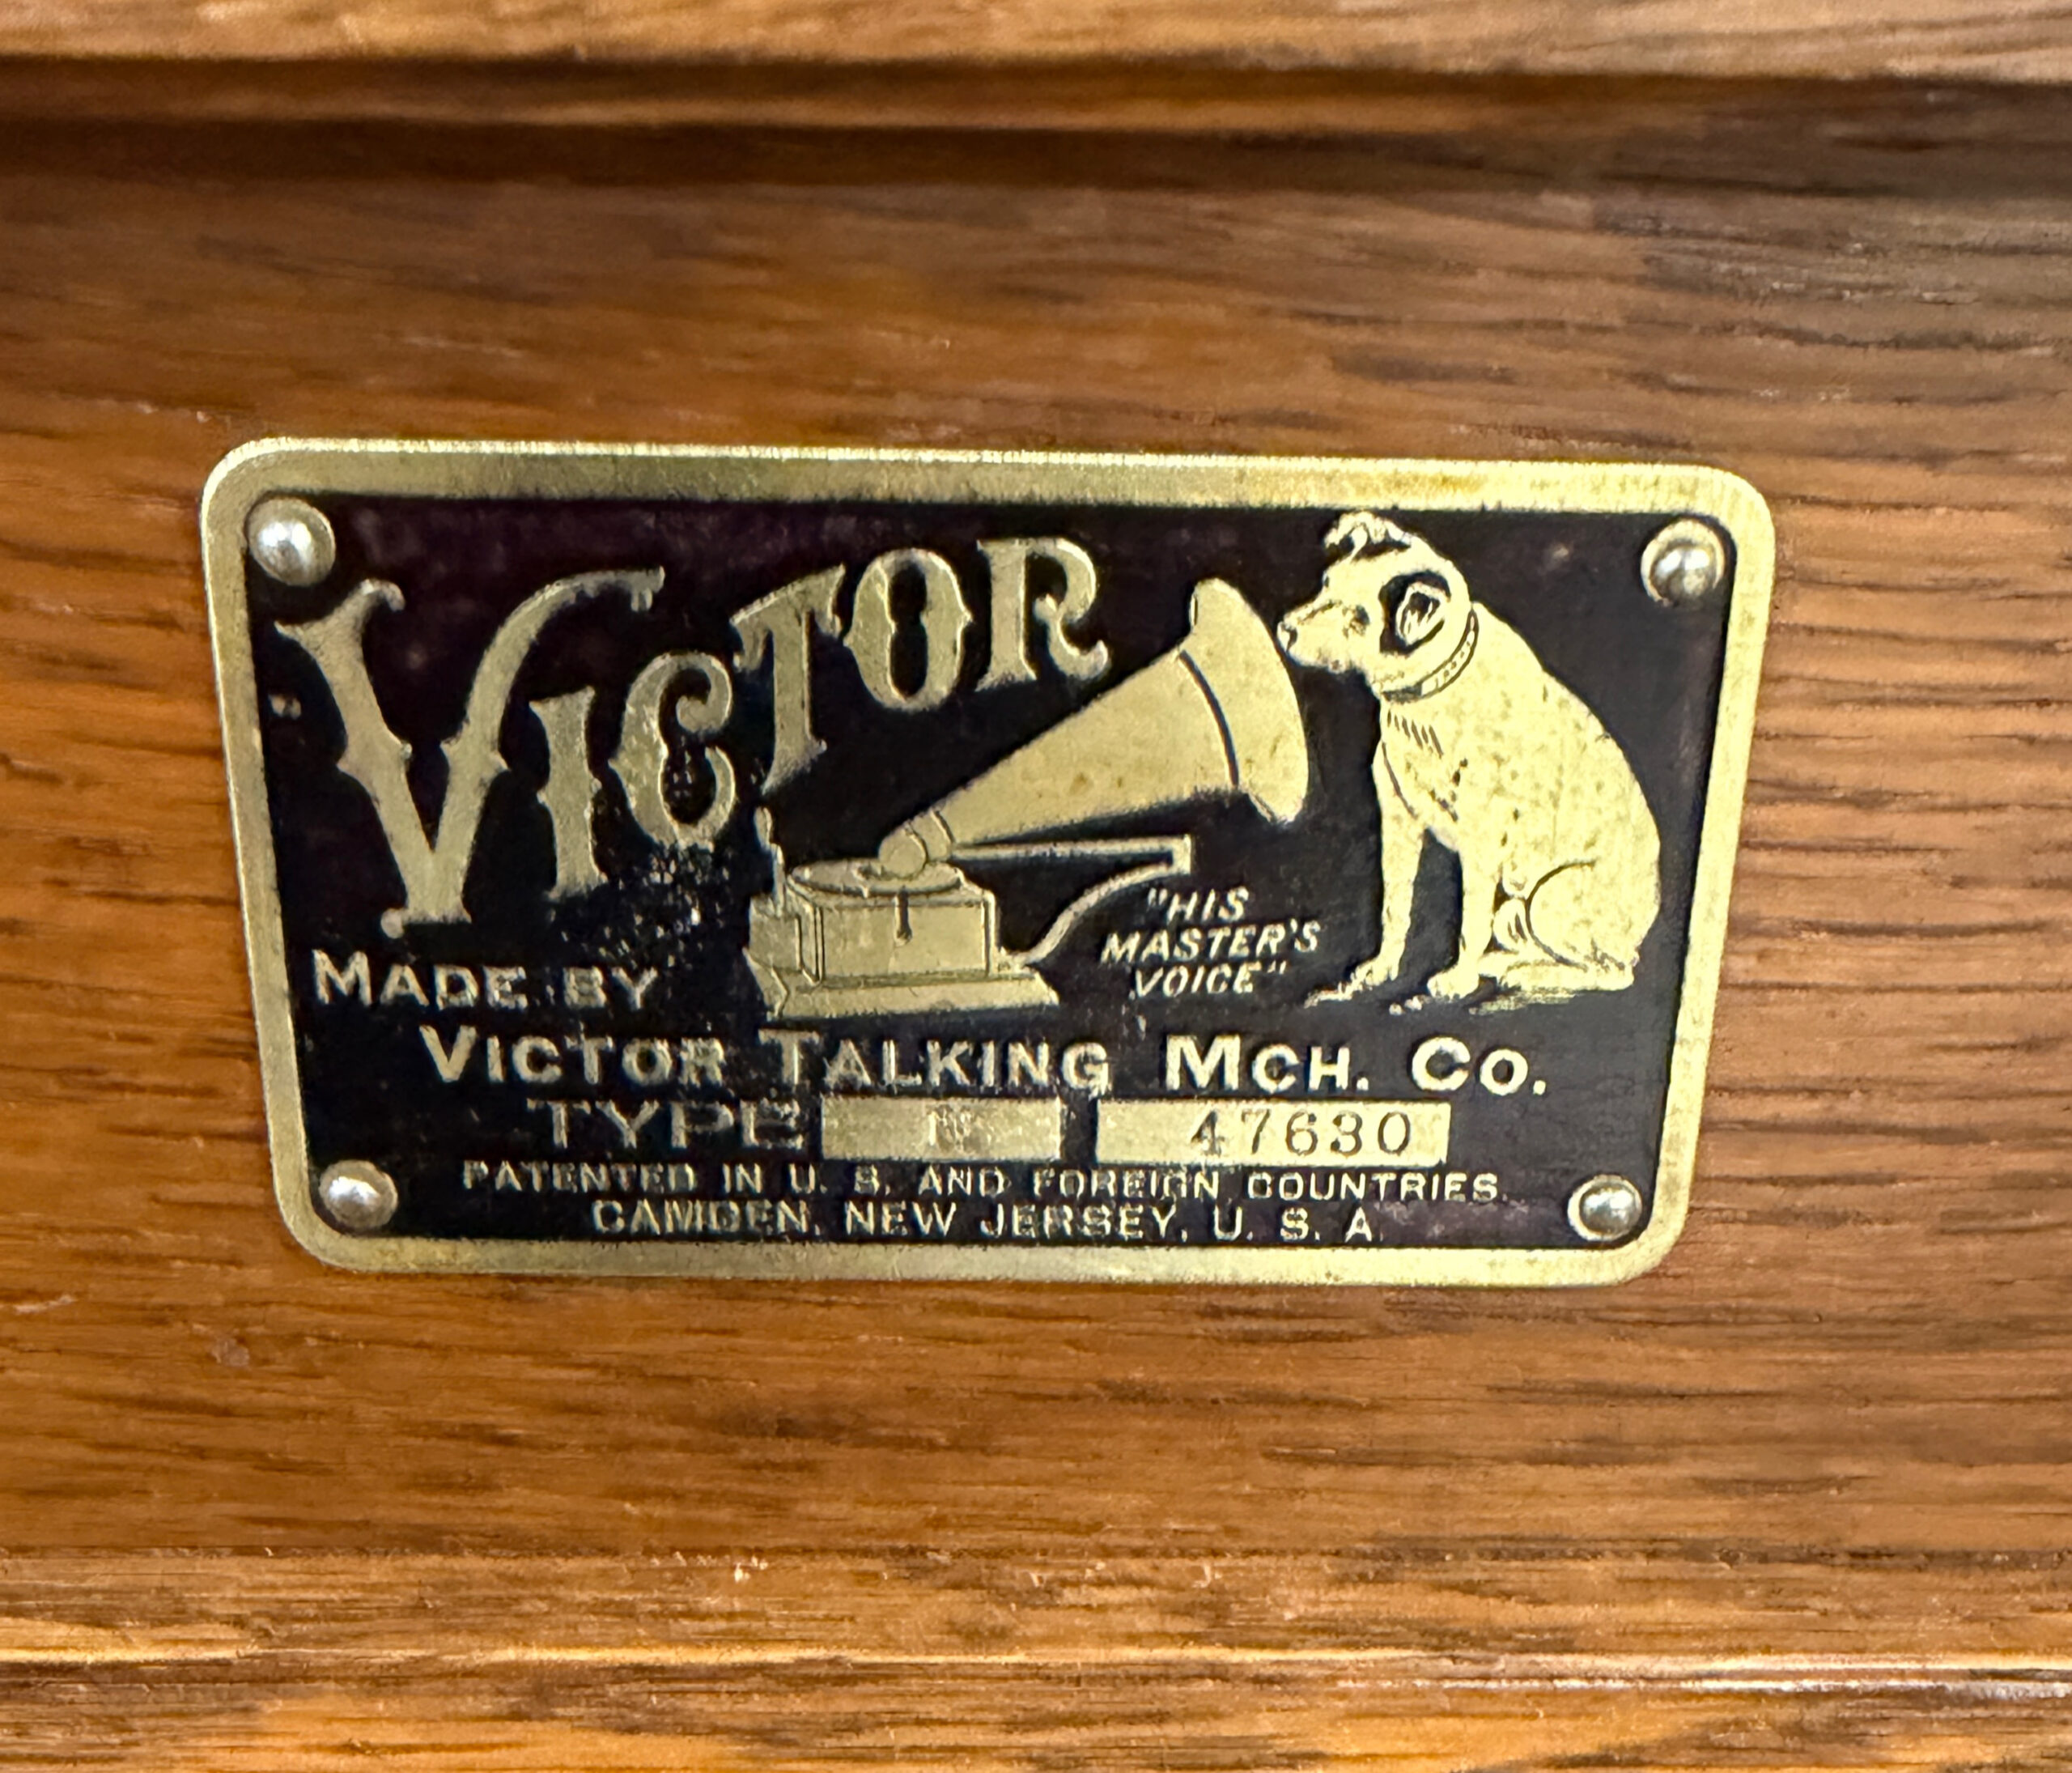 VICTOR
"HIS
MASTER'S
VOICE"
MADE BY
VICTOR TALKING MCH. CO.
TYPE 47630
PATENTED IN U. S. AND FOREIGN COUNTRIES.
CAMDEN, NEW JERSEY, U. S. A.